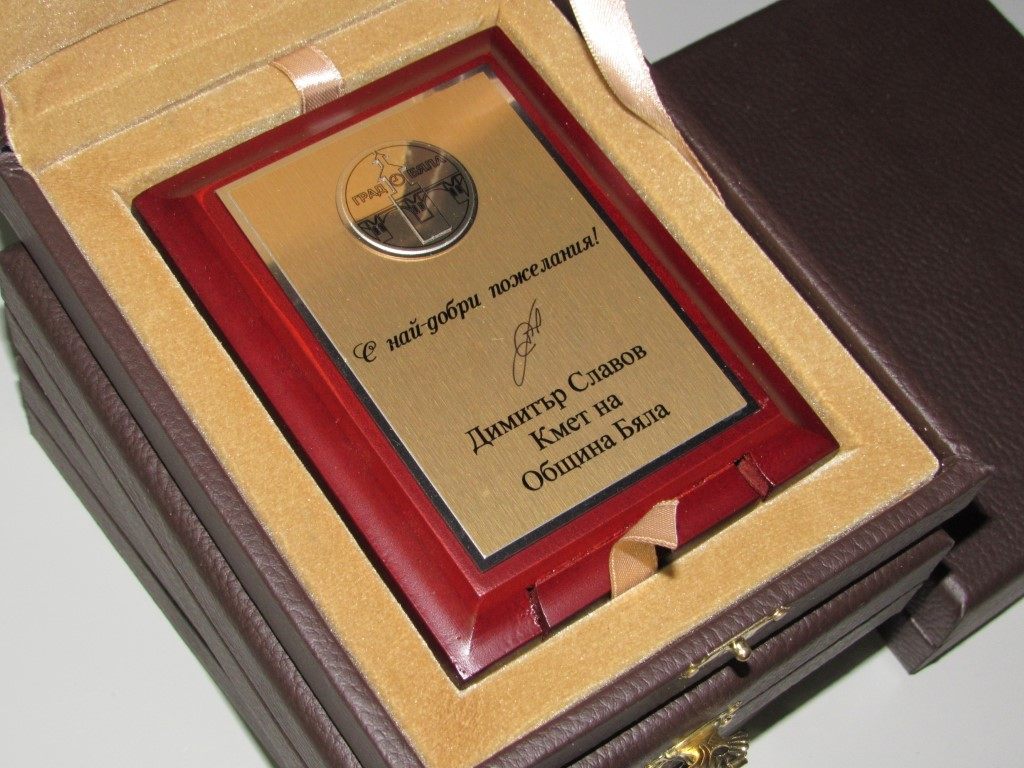 ГРАД БЯЛА
С най-добри пожелания!
Димитър Славов
Кмет на
Община Бяла